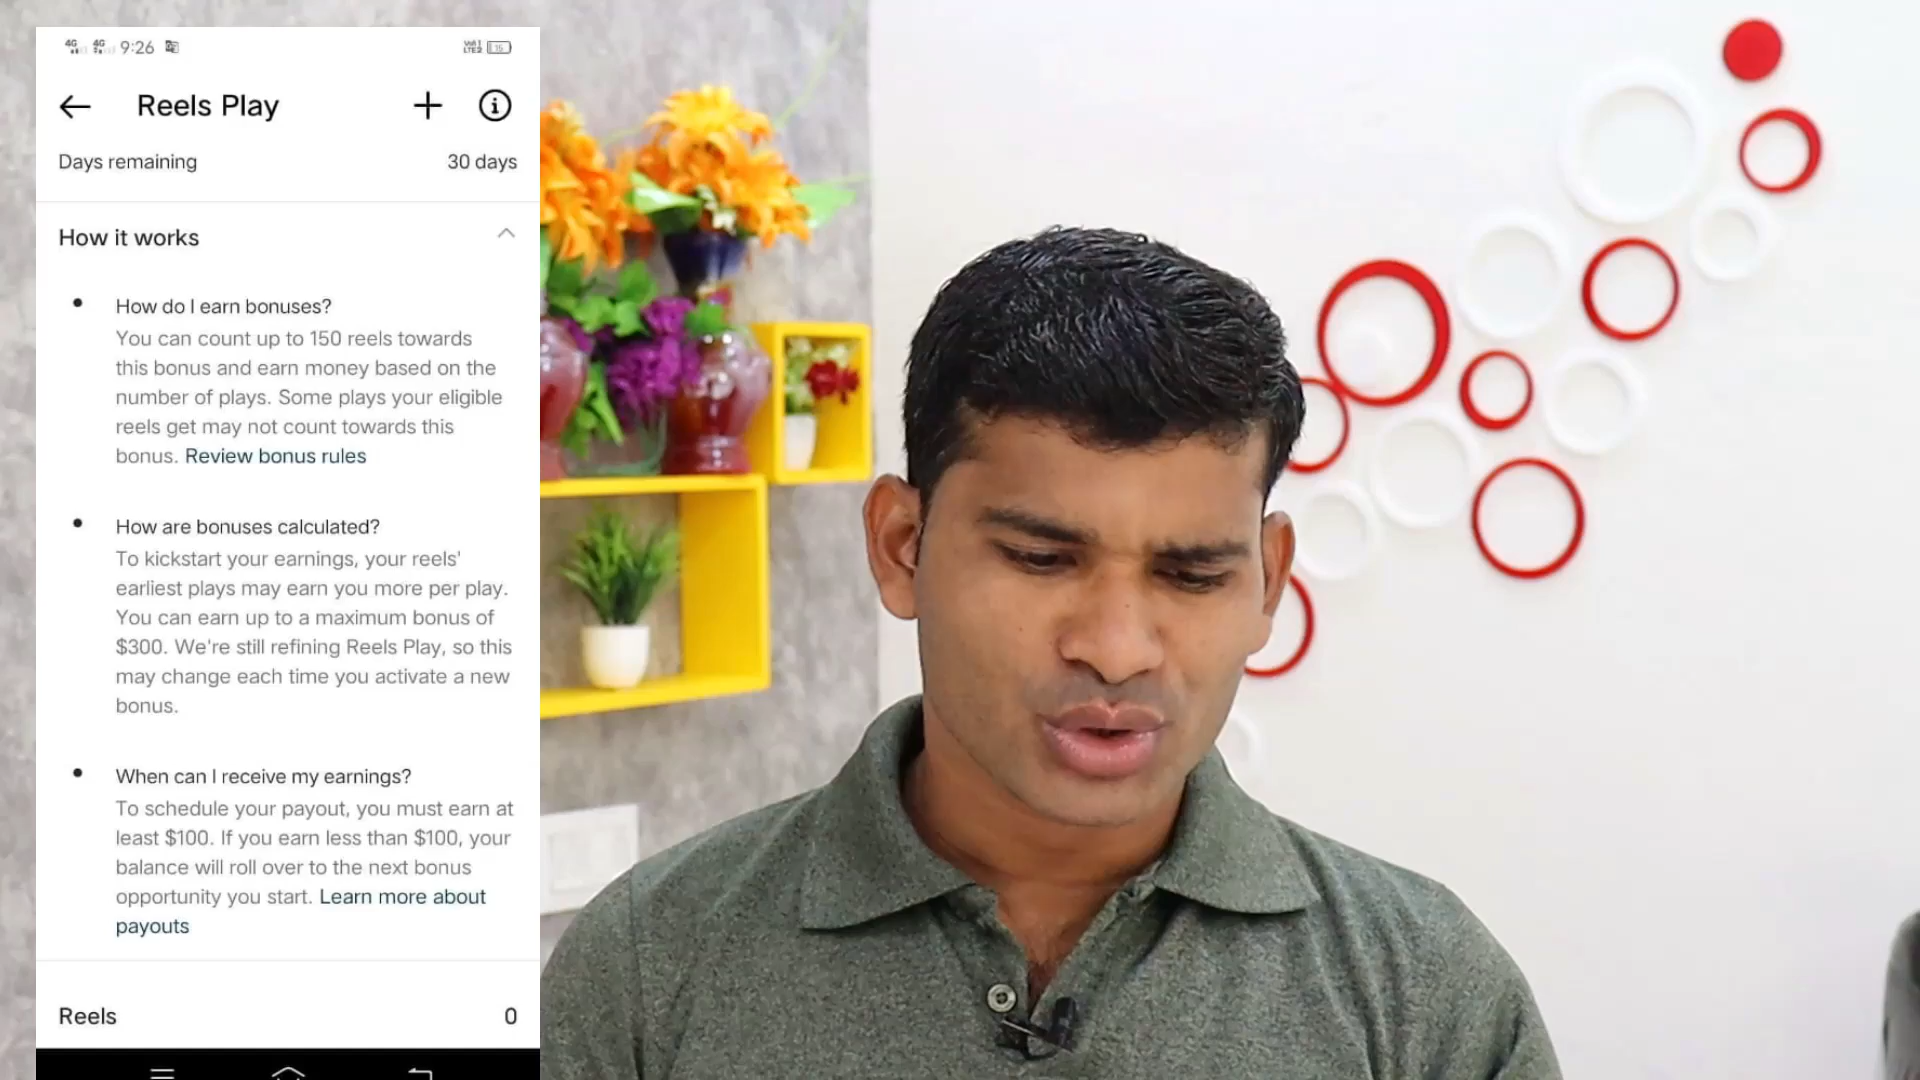 4G 4G 9:26
VoWi1 LTE2 15
Reels Play
Days remaining 30 days
How it works
How do I earn bonuses?
You can count up to 150 reels towards
this bonus and earn money based on the
number of plays. Some plays your eligible
reels get may not count towards this
bonus. Review bonus rules
How are bonuses calculated?
To kickstart your earnings, your reels'
earliest plays may earn you more per play.
You can earn up to a maximum bonus of
$300. We're still refining Reels Play, so this
may change each time you activate a new
bonus.
When can I receive my earnings?
To schedule your payout, you must earn at
least $100. If you earn less than $100, your
balance will roll over to the next bonus
opportunity you start. Learn more about
payouts
Reels 0